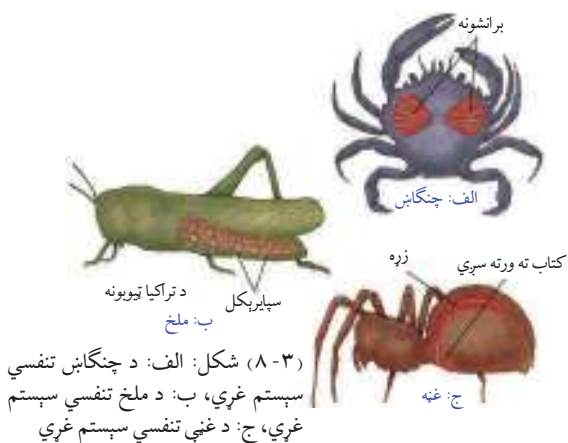 برانشونه
الف: چنګاښ
د تراکیا ټیوبونه
سپایریکل
ب: ملخ
زړه
کتاب ته ورته سږي
ج: غڼه
(۳-۸) شکل: الف: د چنګاښ تنفسي
سېستم غړي، ب: د ملخ تنفسي سېستم
غړي، ج: د غڼې تنفسي سېستم غړي